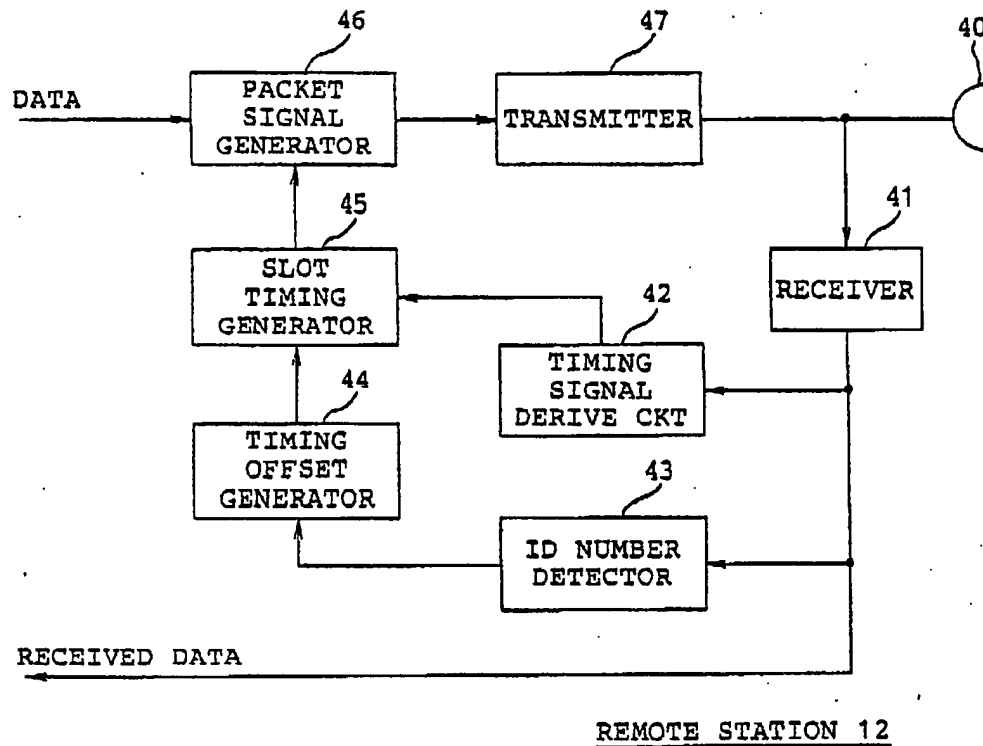 46
47
40
DATA
PACKET
SIGNAL
GENERATOR
TRANSMITTER
45
41
SLOT
TIMING
GENERATOR
RECEIVER
42
TIMING
SIGNAL
DERIVE CKT
44
TIMING
OFFSET
GENERATOR
43
ID NUMBER
DETECTOR
RECEIVED DATA
REMOTE STATION 12